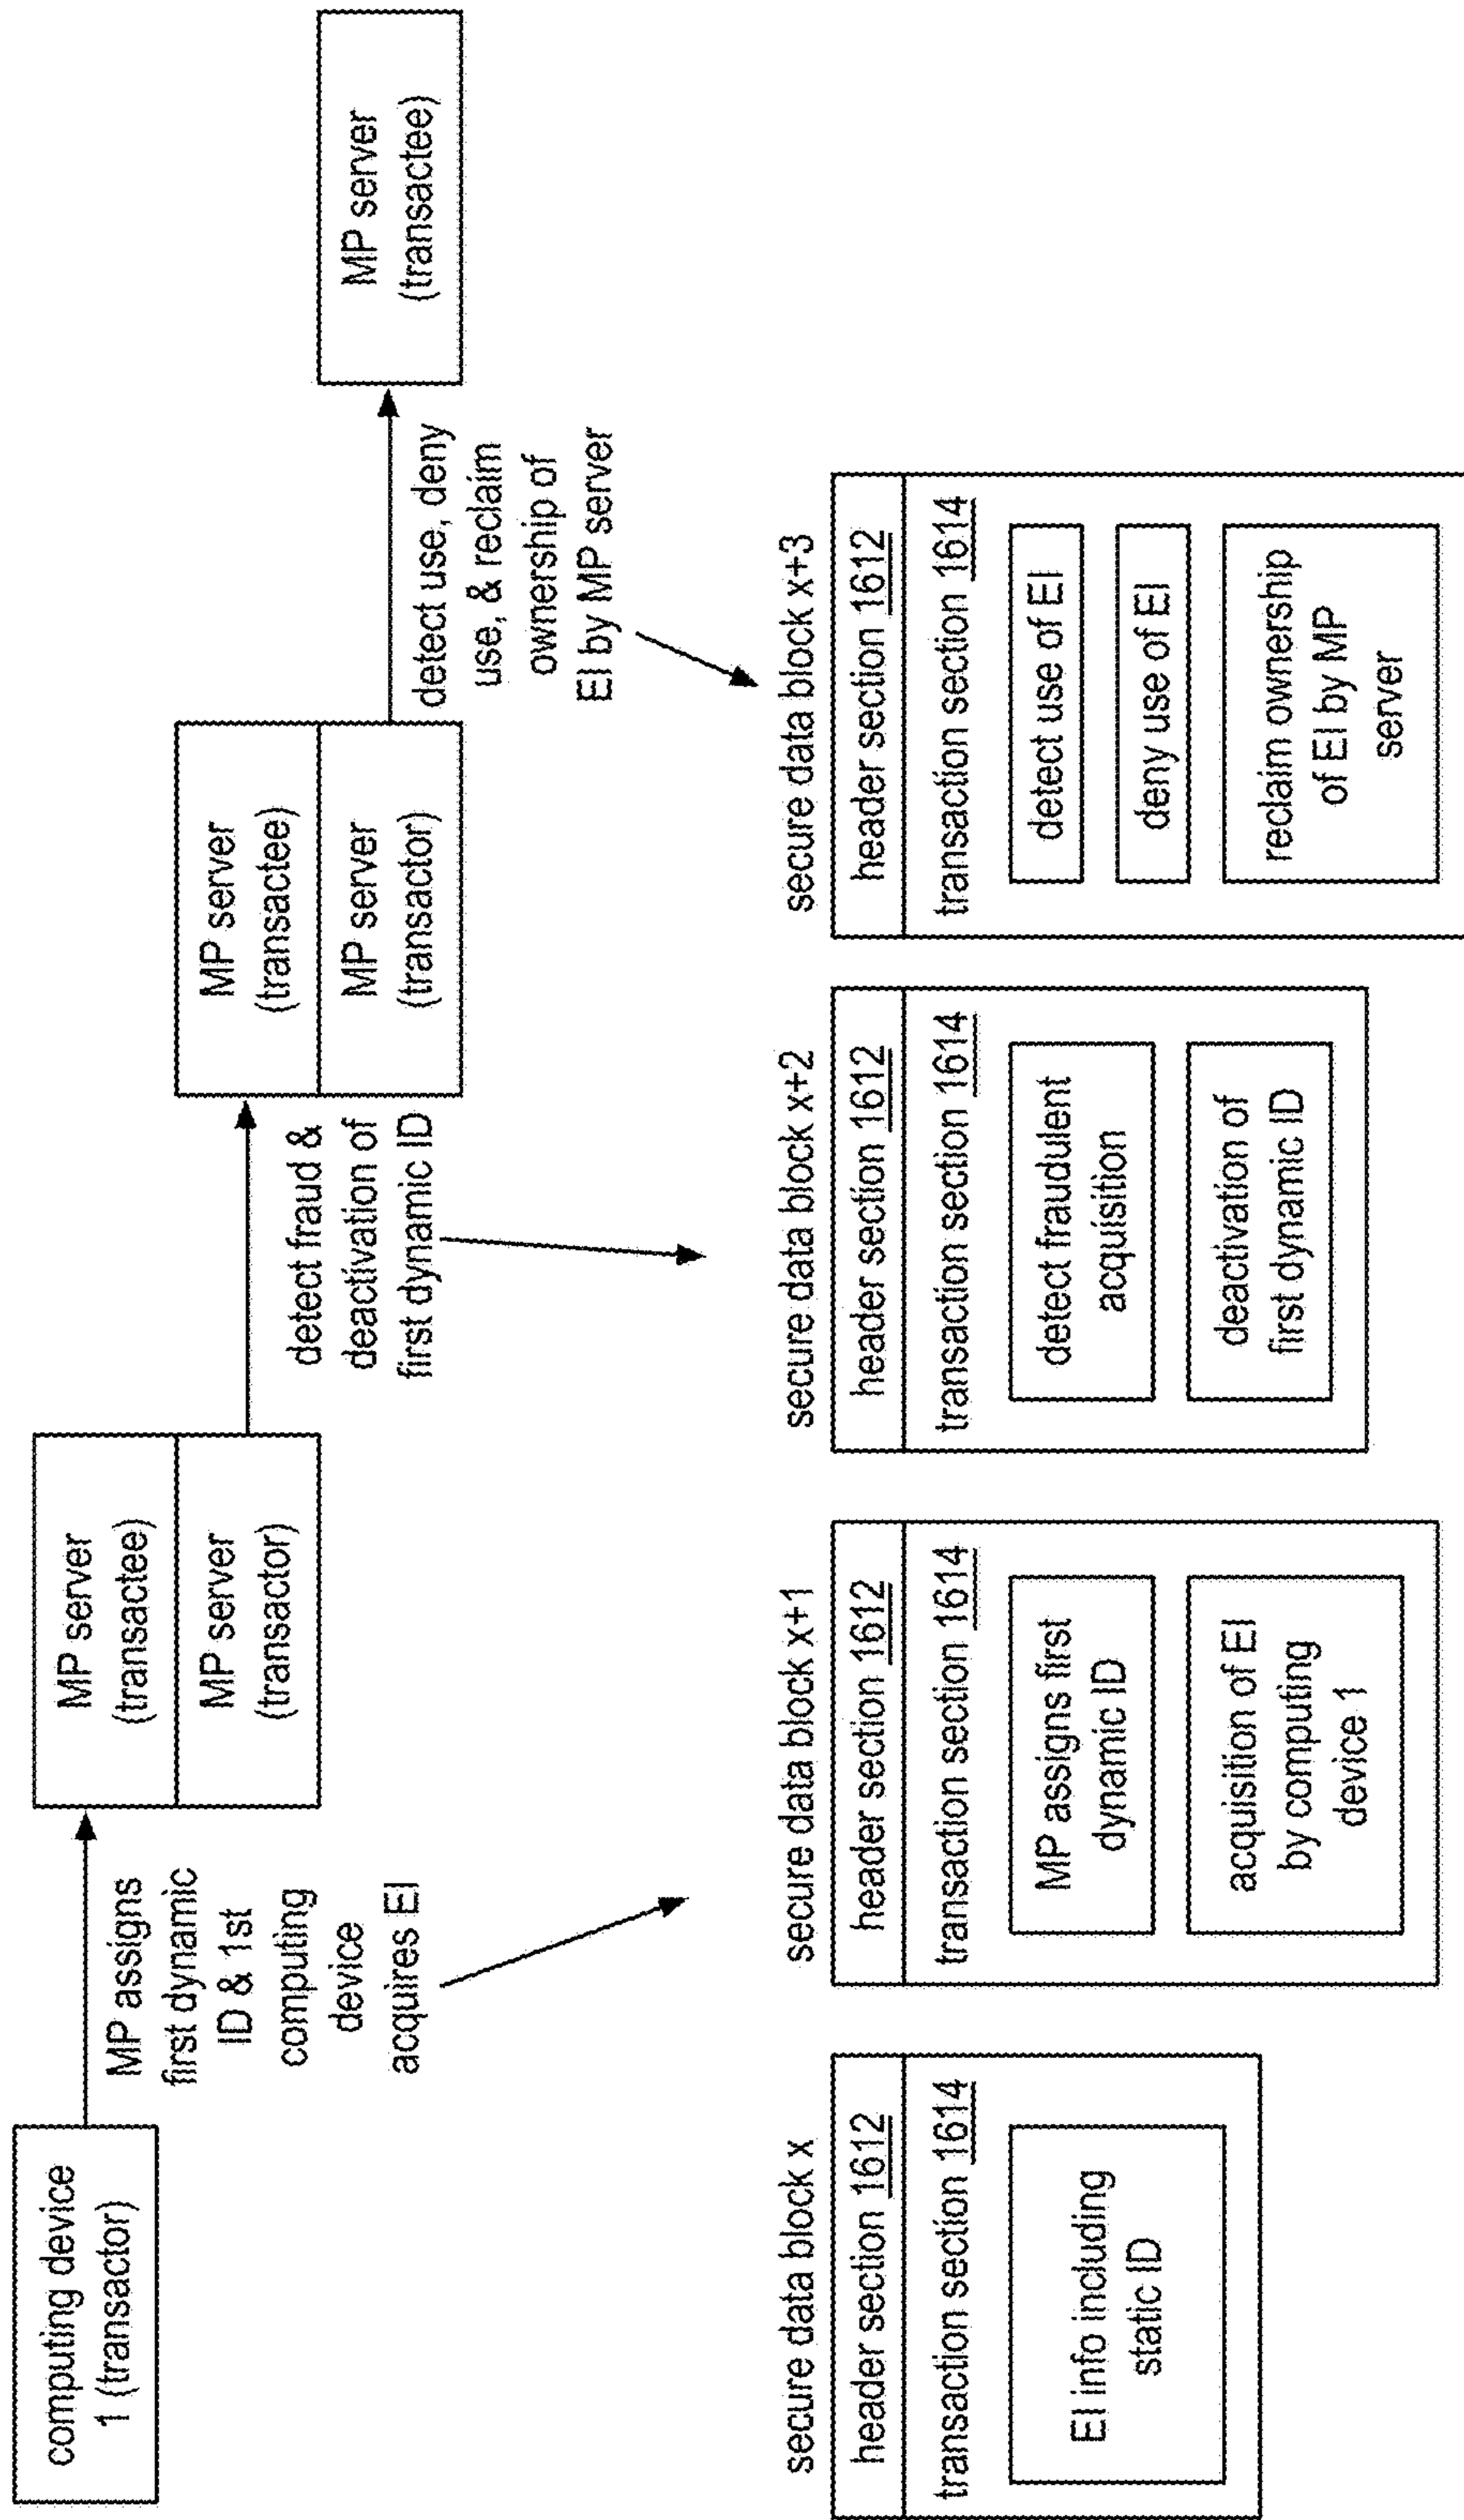 computing device
1 (transactor)
MP assigns
first dynamic
ID & 1st
computing
device
acquires EI
MP server
(transactee)
MP server
(transactor)
detect fraud &
deactivation of
first dynamic ID
MP server
(transactee)
MP server
(transactor)
detect use, deny
use, & reclaim
ownership of
EI by MP server
MP server
(transactee)
secure data block x
header section 1612
transaction section 1614
EI info including
static ID
secure data block x+1
header section 1612
transaction section 1614
MP assigns first
dynamic ID
acquisition of EI
by computing
device 1
secure data block x+2
header section 1612
transaction section 1614
detect fraudulent
acquisition
deactivation of
first dynamic ID
secure data block x+3
header section 1612
transaction section 1614
detect use of EI
deny use of EI
reclaim ownership
of EI by MP
server